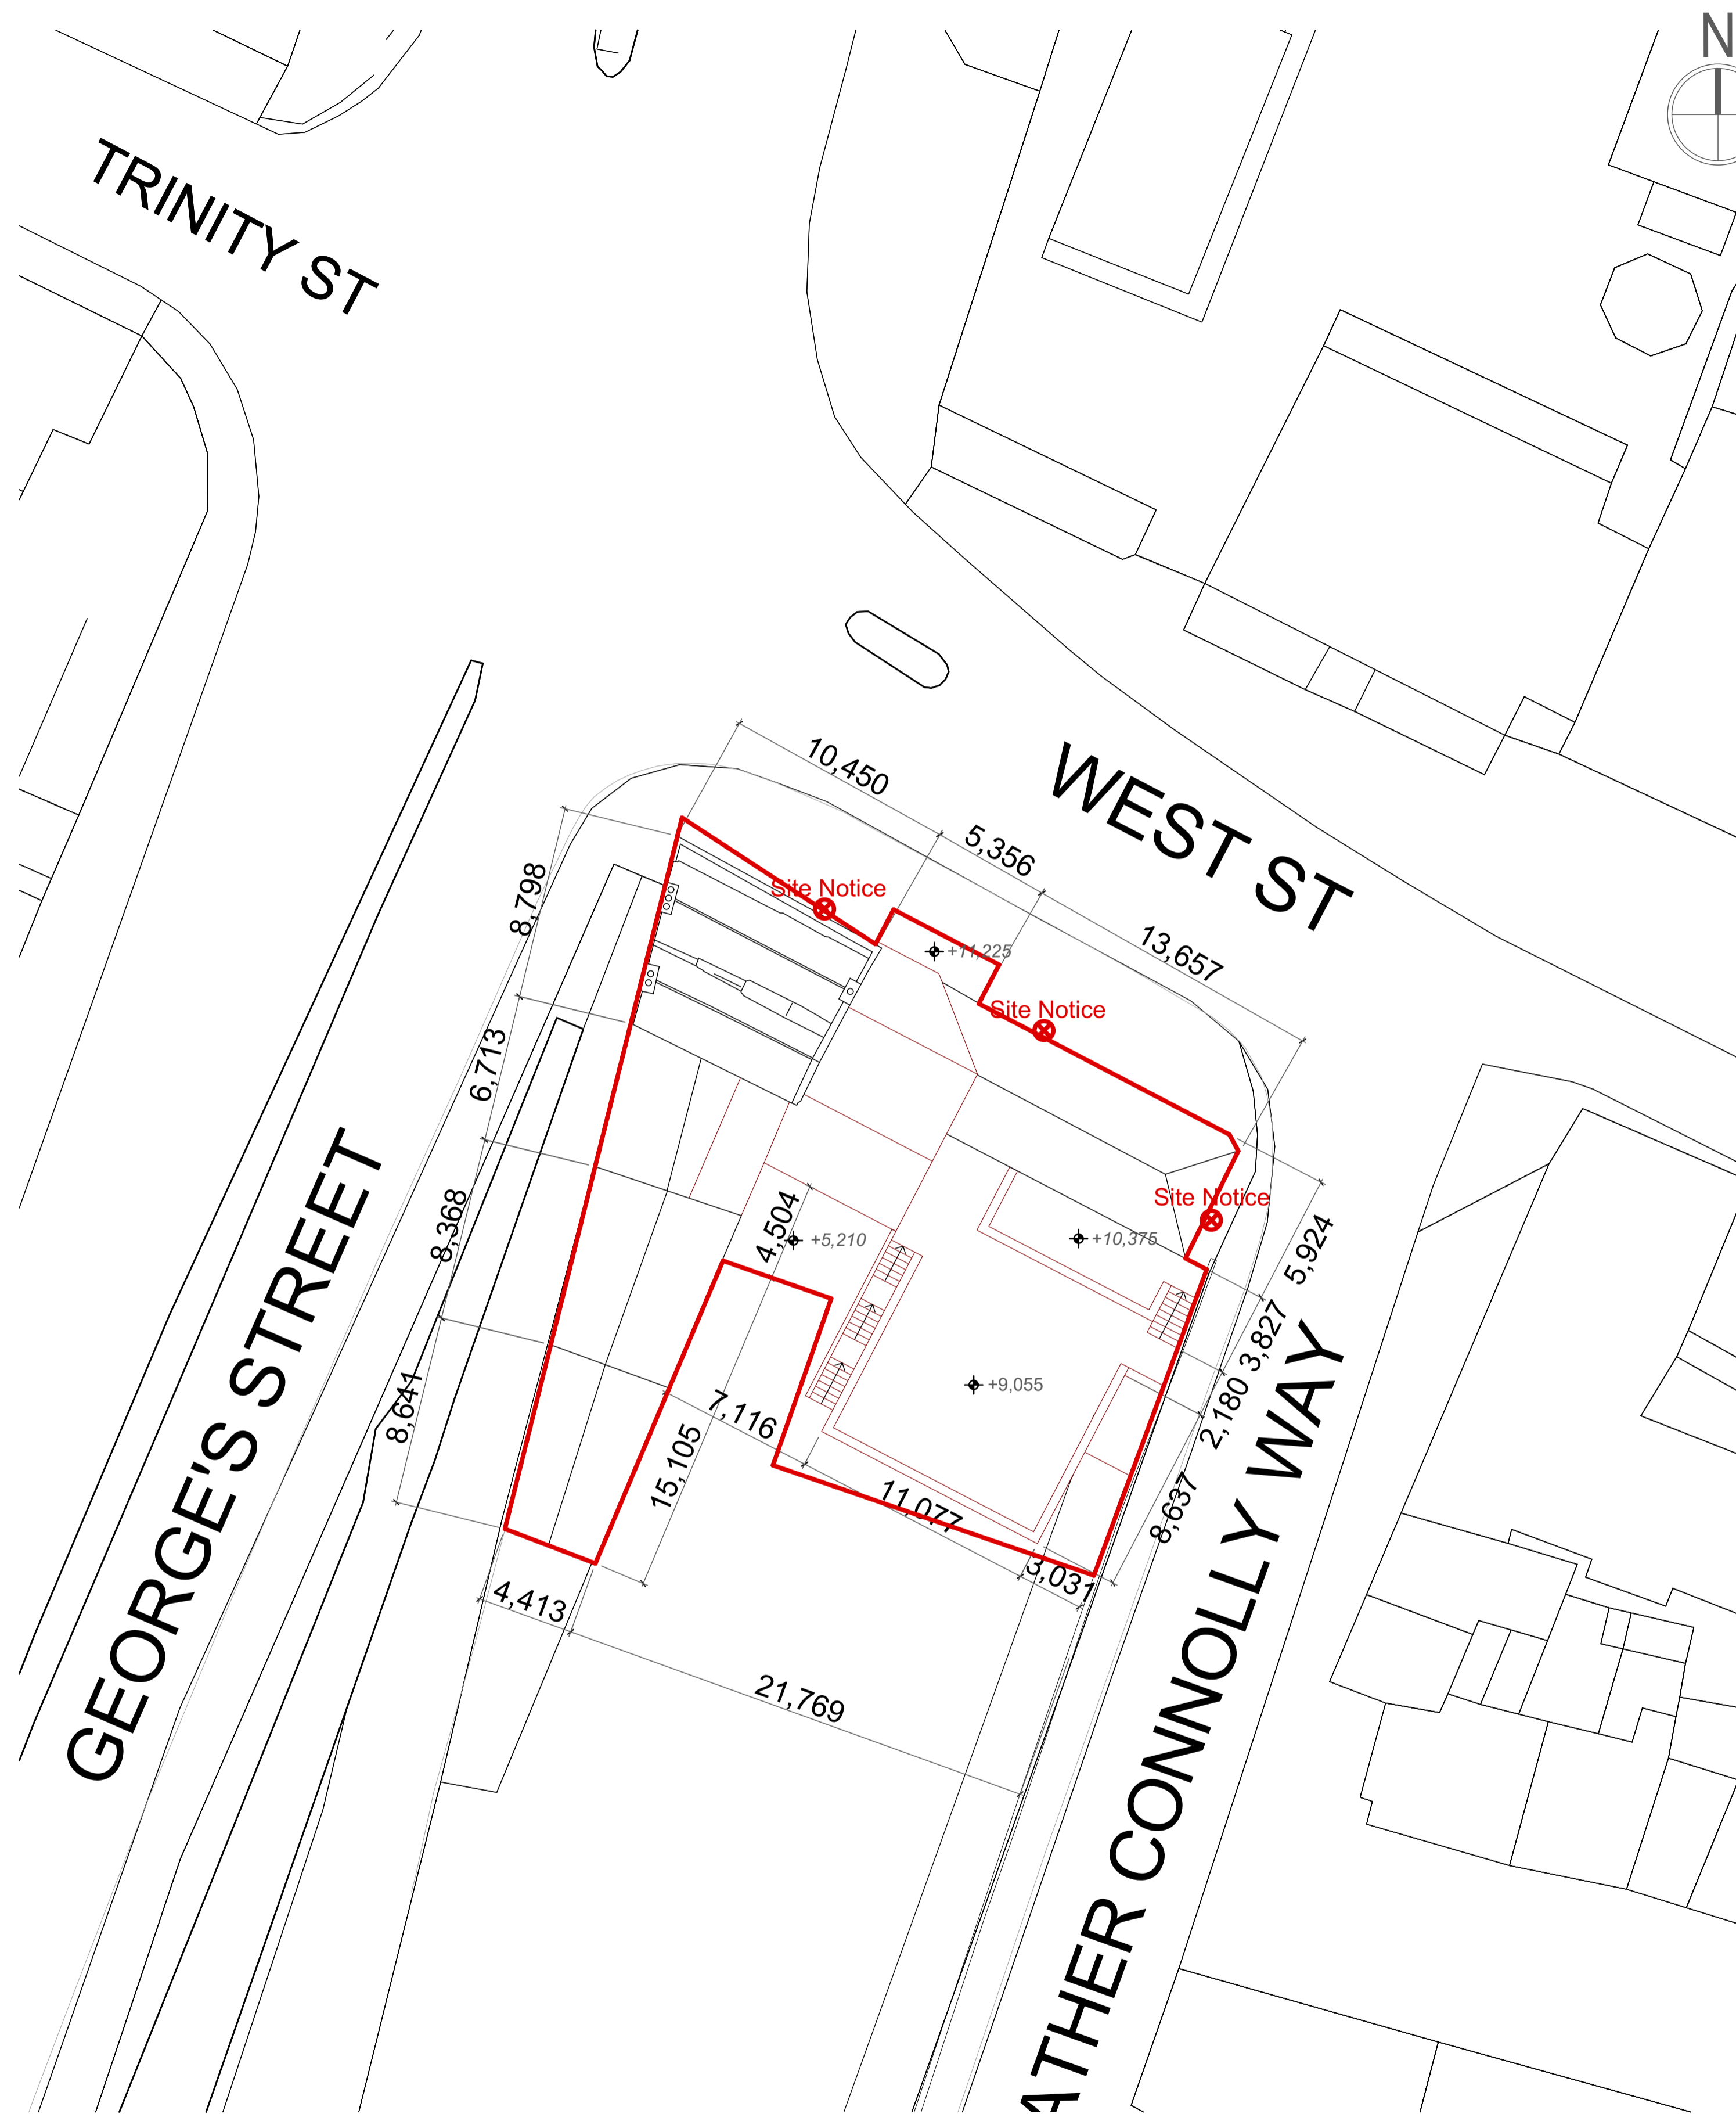 N
TRINITY ST
WEST ST
GEORGE'S STREET
ATHER CONNOLLY WAY
10,450
5,356
13,657
8,798
6,713
8,368
8,641
Site Notice
Site Notice
Site Notice
+11,225
+5,210
+10,375
+9,055
4,504
5,924
3,827
2,180
8,637
7,116
15,105
11,077
3,031
4,413
21,769